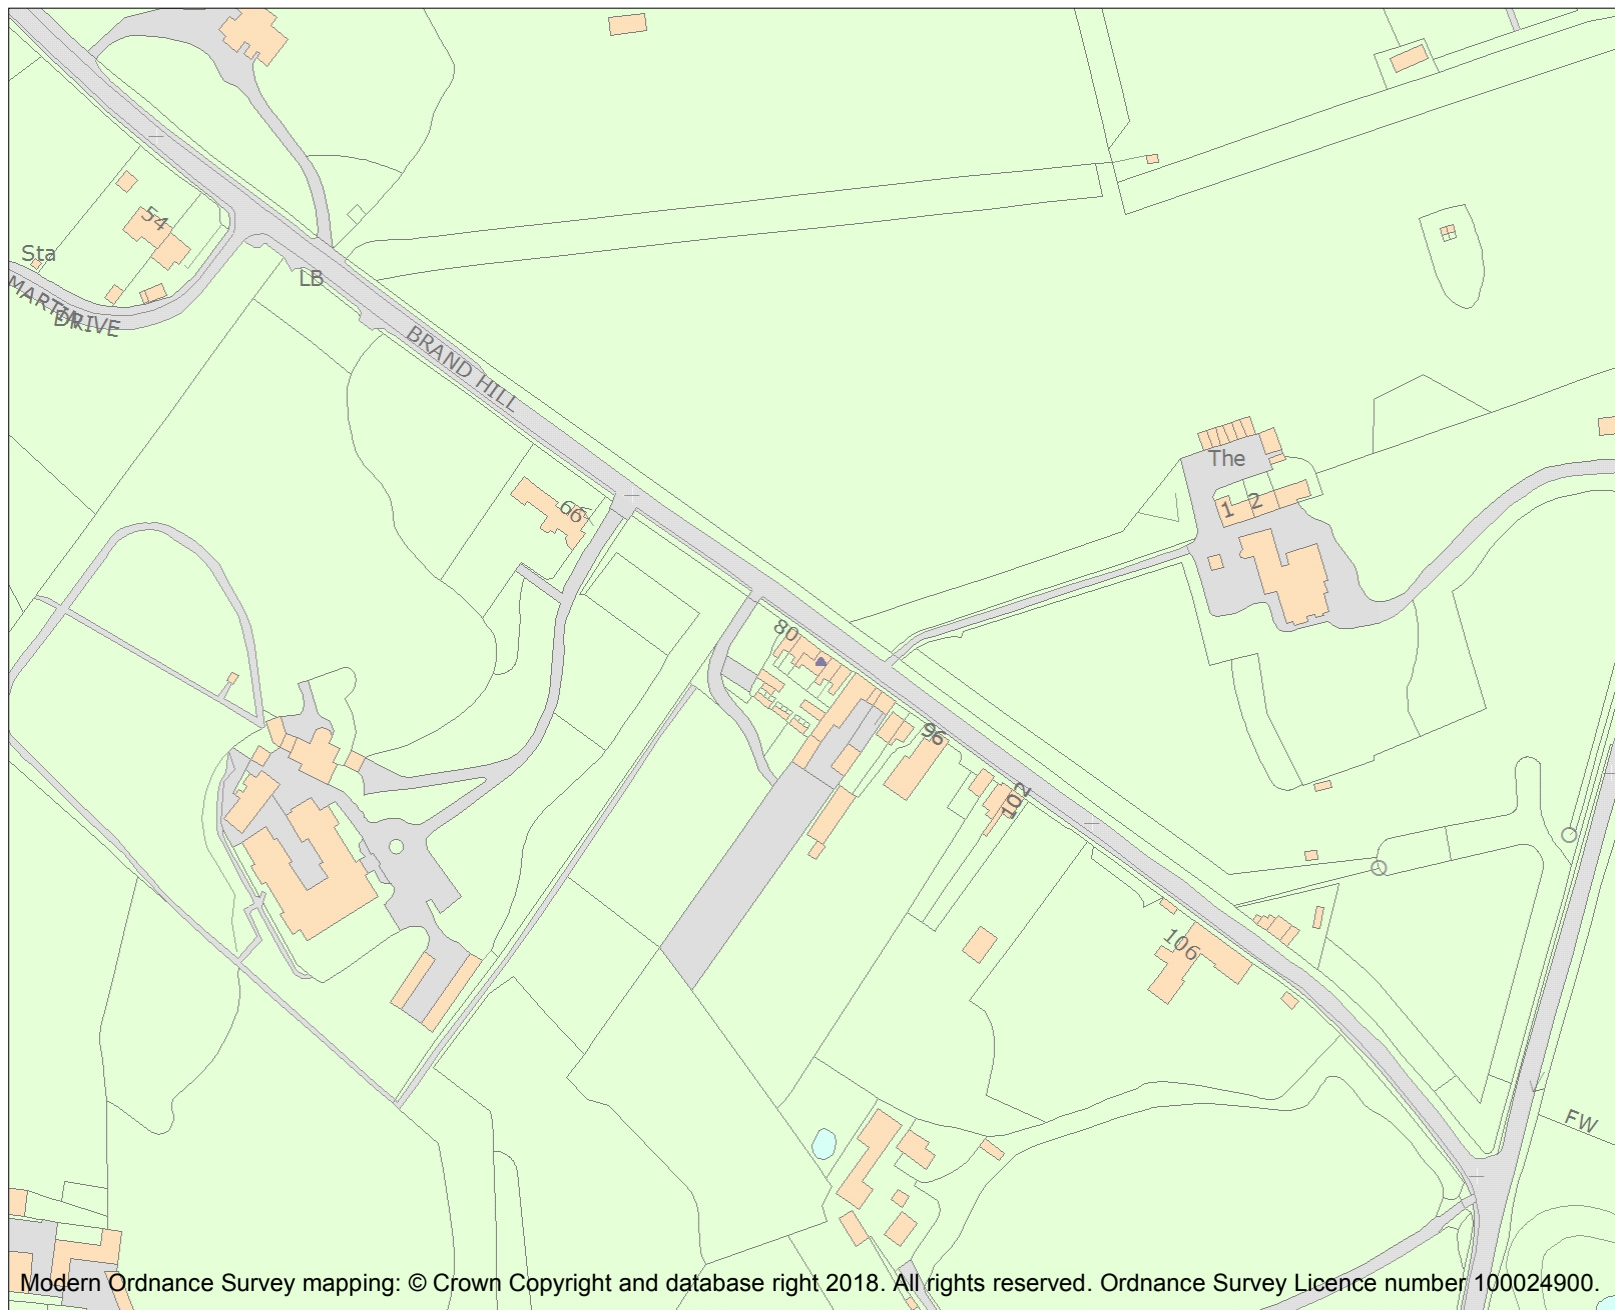 54
Sta
LB
MARTIN
DRIVE
BRAND HILL
The
66
1 2
80
96
102
106
FW
Modern Ordnance Survey mapping: © Crown Copyright and database right 2018. All rights reserved. Ordnance Survey Licence number 100024900.